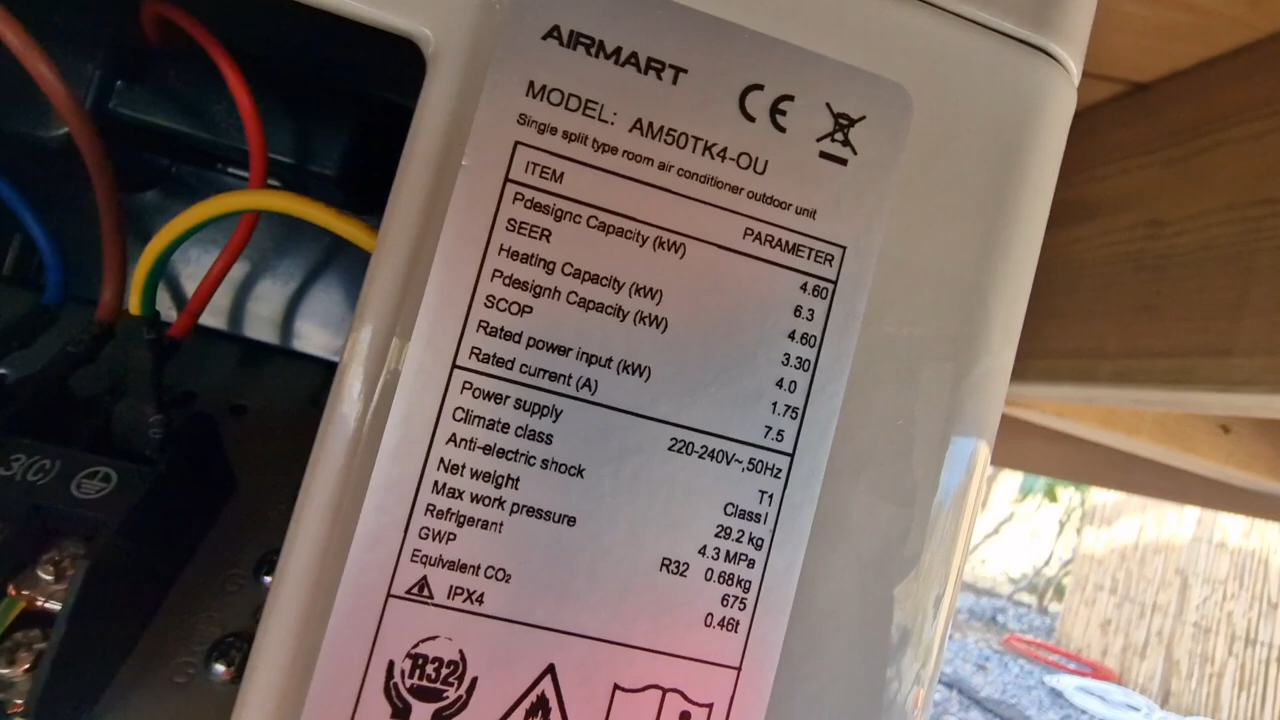 AIRMART
CE
MODEL: AM50TK4-OU
Single split type room air conditioner outdoor unit
ITEM PARAMETER
Pdesignc Capacity (kW) 4.60
SEER 6.3
Heating Capacity (kW) 4.60
Pdesignh Capacity (kW) 3.30
SCOP 4.0
Rated power input (kW) 1.75
Rated current (A) 7.5
Power supply 220-240V~,50Hz
Climate class T1
Anti-electric shock Class I
Net weight 29.2 kg
Max work pressure 4.3 MPa
Refrigerant R32 0.68kg
GWP 675
Equivalent CO₂ 0.46t
IPX4
R32
3(C)